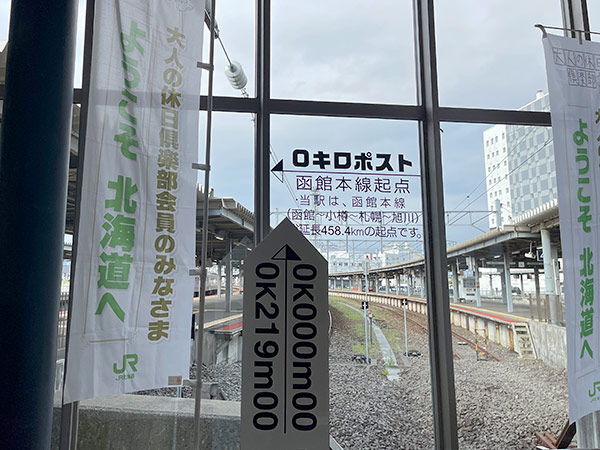 大人の休日倶楽部会員のみなさま
ようこそ 北海道へ
JR
0キロポスト
函館本線起点
当駅は、函館本線
(函館~小樽~札幌~旭川)
延長458.4kmの起点です。
0K000m00
0K219m00
大人の休日
倶楽部
ようこそ 北海道へ
JR